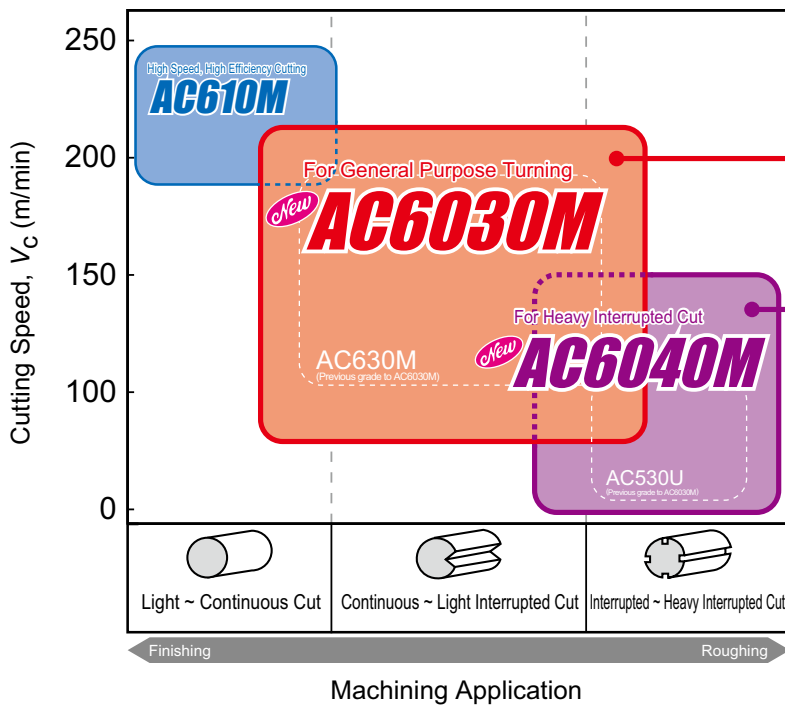 250
200
150
100
50
0
Cutting Speed, Vc (m/min)
High Speed, High Efficiency Cutting
AC610M
For General Purpose Turning
New
AC6030M
AC630M
(Previous grade to AC6030M)
For Heavy Interrupted Cut
New
AC6040M
AC530U
(Previous grade to AC6030M)
Light ~ Continuous Cut
Continuous ~ Light Interrupted Cut
Interrupted ~ Heavy Interrupted Cut
Finishing
Roughing
Machining Application